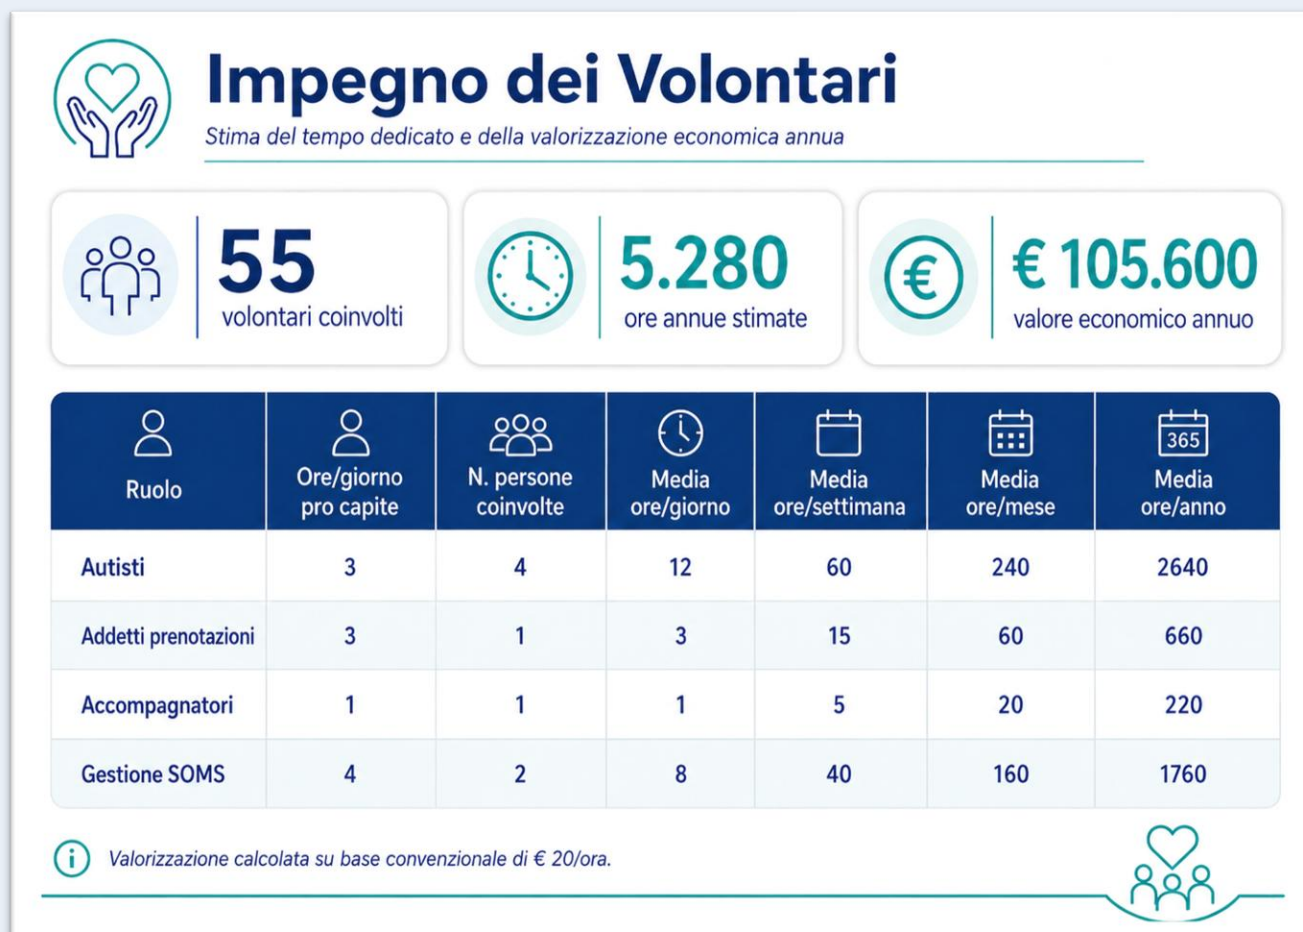 Impegno dei Volontari
Stima del tempo dedicato e della valorizzazione economica annua
55
volontari coinvolti
5.280
ore annue stimate
€
€ 105.600
valore economico annuo
Ruolo
Ore/giorno
pro capite
N. persone
coinvolte
Media
ore/giorno
Media
ore/settimana
Media
ore/mese
365
Media
ore/anno
Autisti 3 4 12 60 240 2640
Addetti prenotazioni 3 1 3 15 60 660
Accompagnatori 1 1 1 5 20 220
Gestione SOMS 4 2 8 40 160 1760
i Valorizzazione calcolata su base convenzionale di € 20/ora.